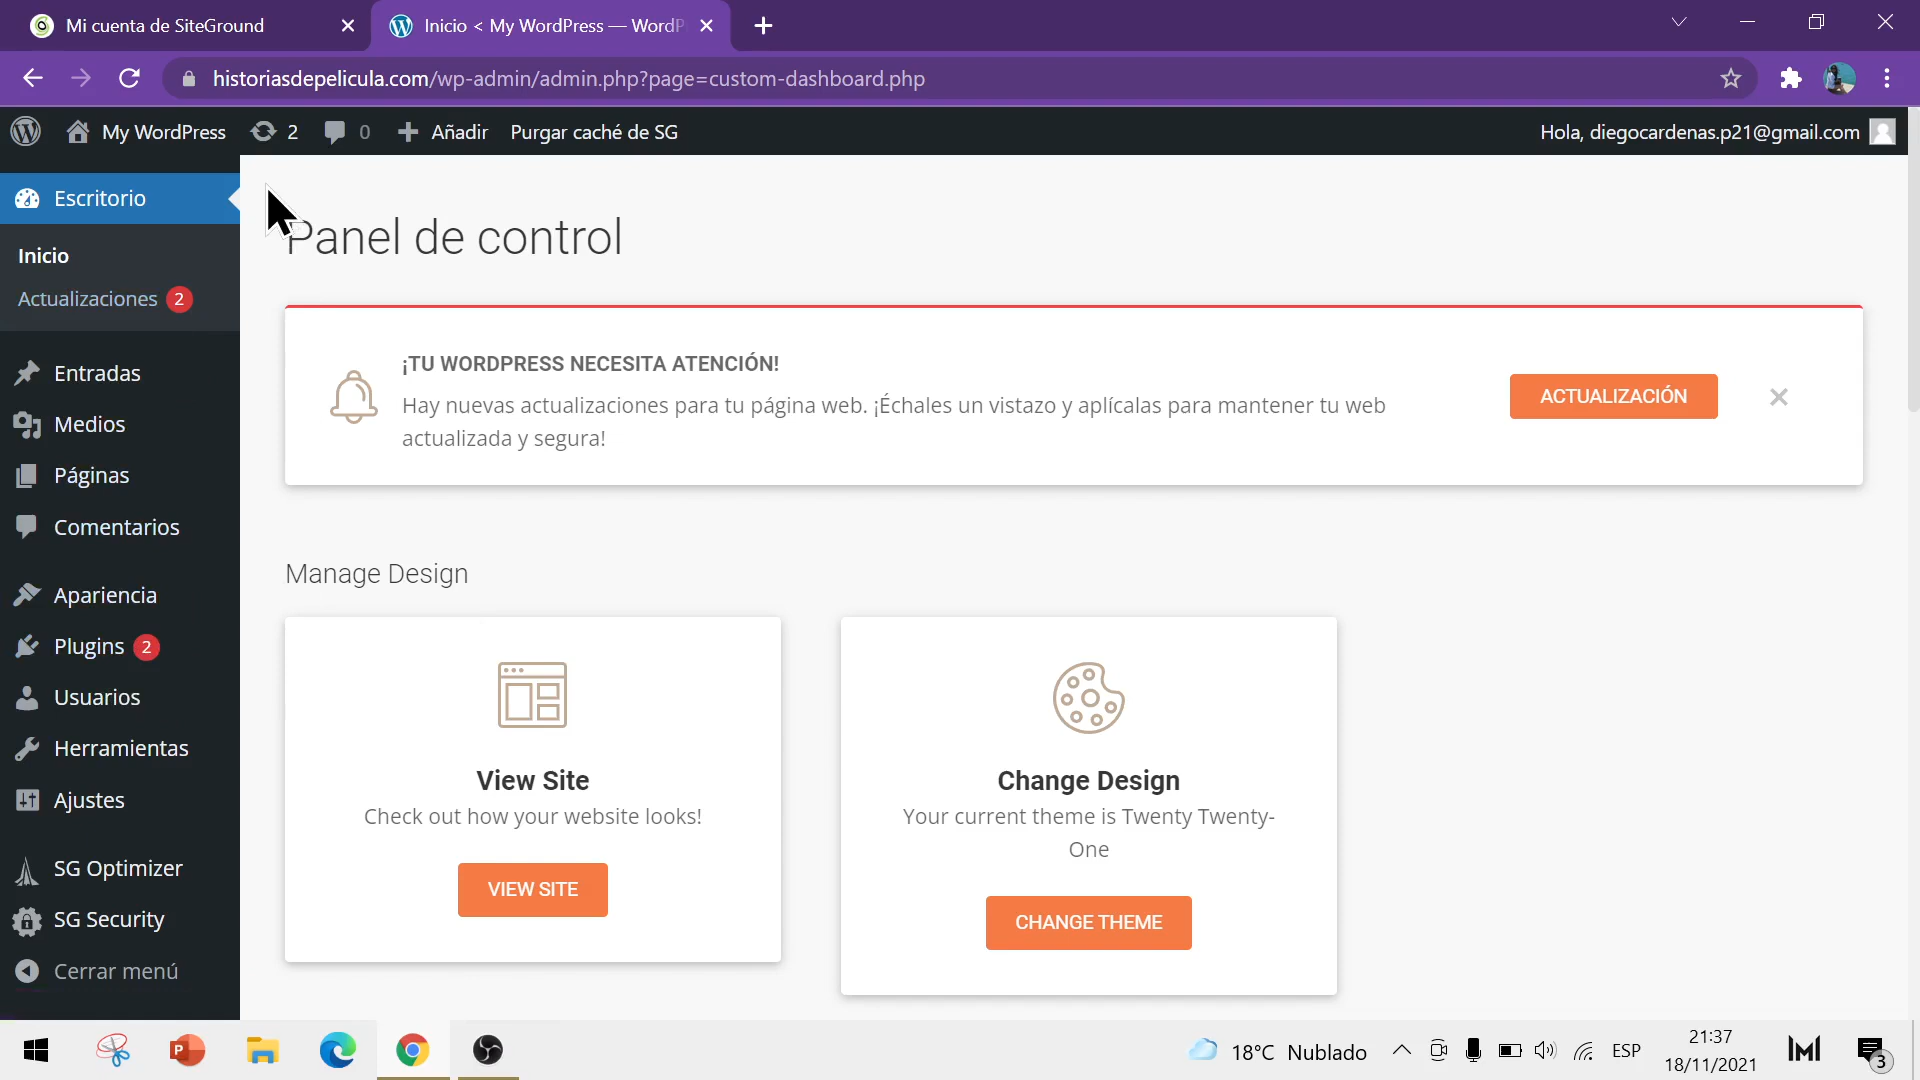 Mi cuenta de SiteGround
Inicio < My WordPress — WordP
historiasdepelicula.com/wp-admin/admin.php?page=custom-dashboard.php
My WordPress 2 0 Añadir Purgar caché de SG Hola, diegocardenas.p21@gmail.com
Escritorio
Inicio
Actualizaciones 2
Entradas
Medios
Páginas
Comentarios
Apariencia
Plugins 2
Usuarios
Herramientas
Ajustes
SG Optimizer
SG Security
Cerrar menú
Panel de control
¡TU WORDPRESS NECESITA ATENCIÓN!
Hay nuevas actualizaciones para tu página web. ¡Échales un vistazo y aplícalas para mantener tu web
actualizada y segura!
ACTUALIZACIÓN
Manage Design
View Site
Check out how your website looks!
VIEW SITE
Change Design
Your current theme is Twenty Twenty-
One
CHANGE THEME
18°C Nublado
ESP
21:37
18/11/2021
3